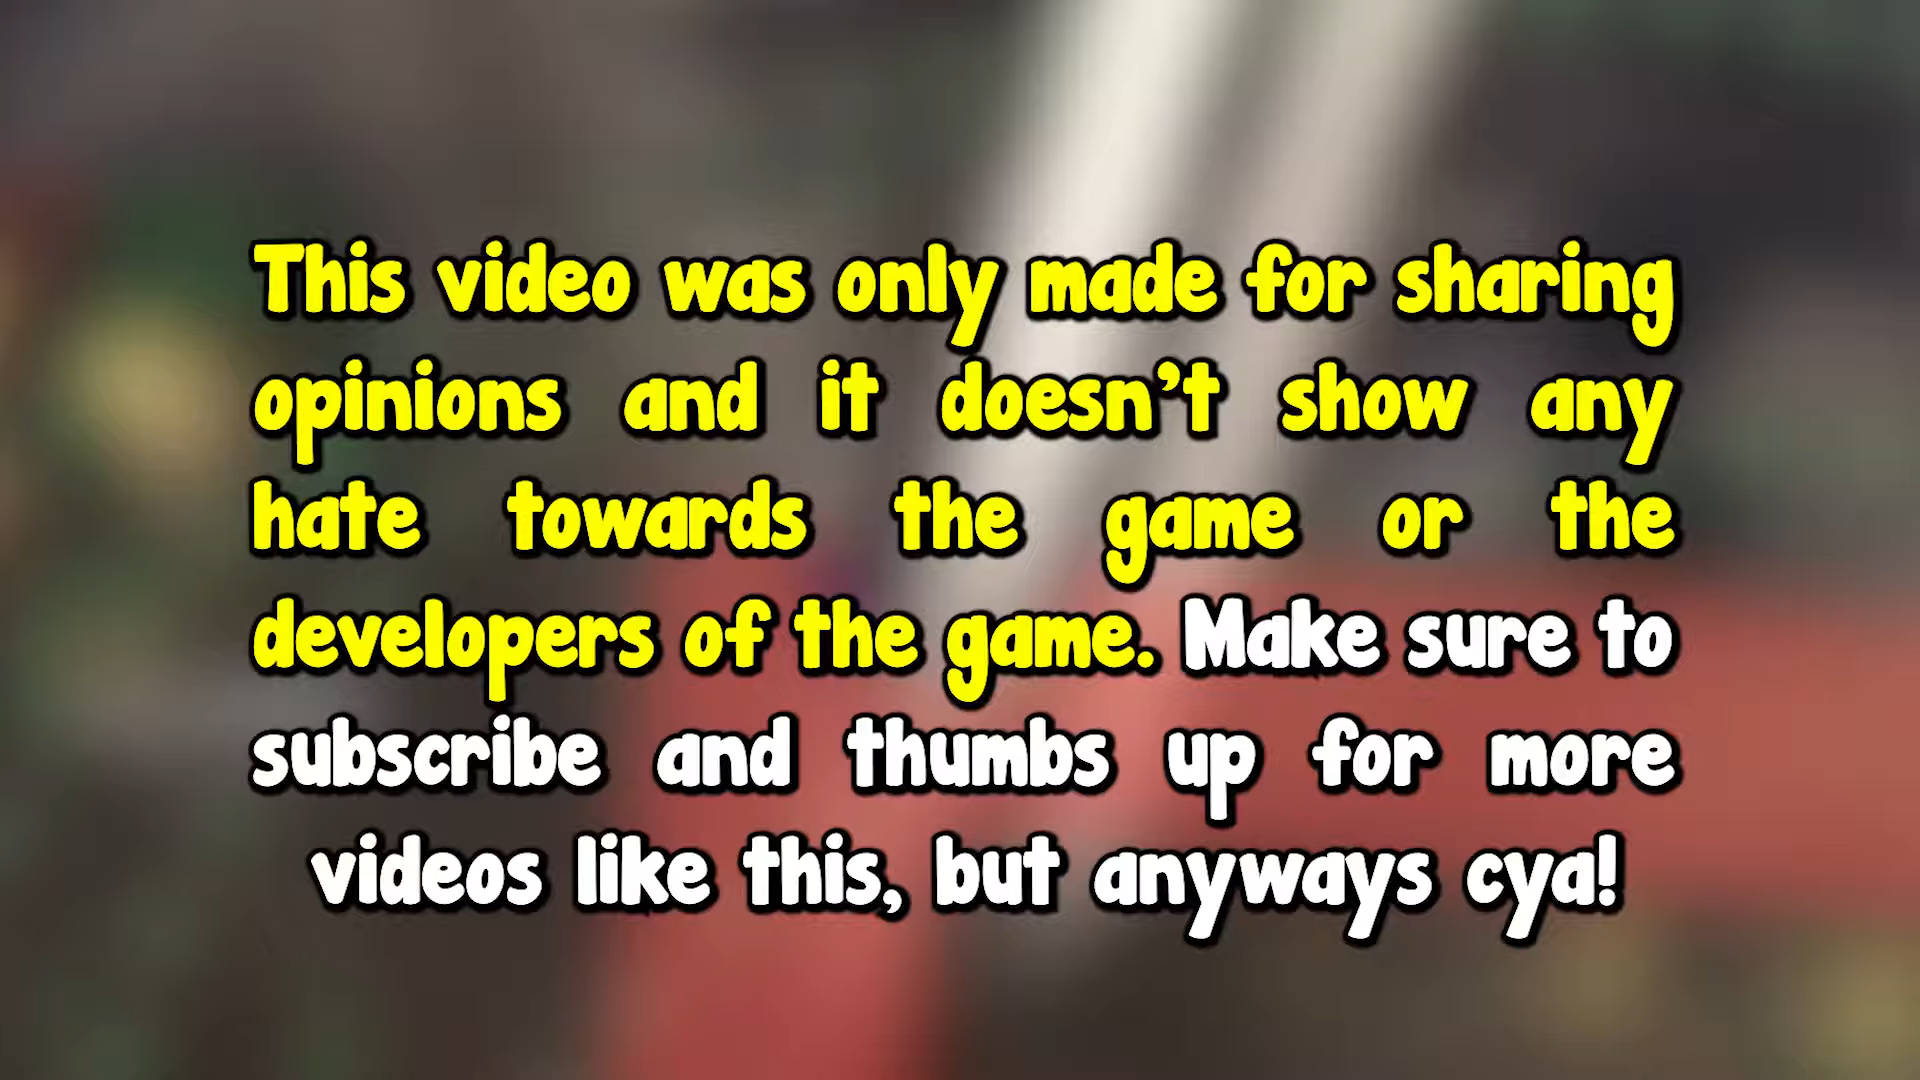 This video was only made for sharing
opinions and it doesn't show any
hate towards the game or the
developers of the game. Make sure to
subscribe and thumbs up for more
videos like this, but anyways cya!